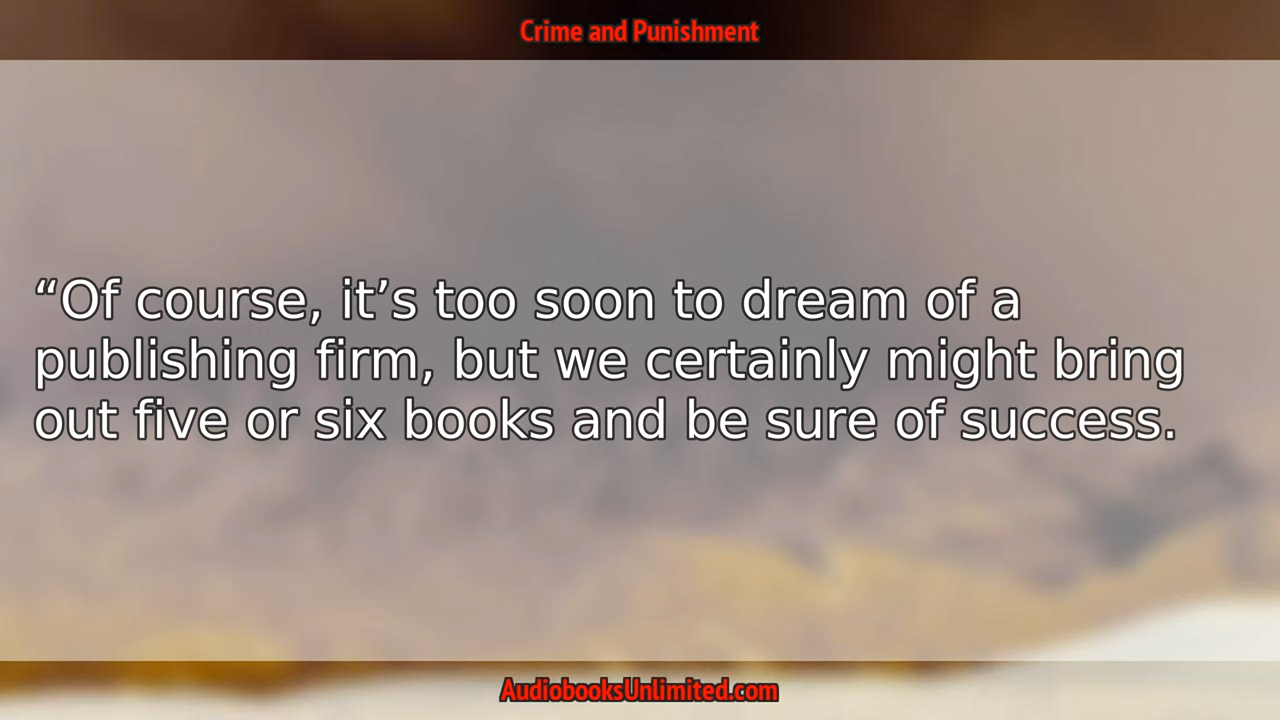 Crime and Punishment
“Of course, it’s too soon to dream of a
publishing firm, but we certainly might bring
out five or six books and be sure of success.
AudiobooksUnlimited.com